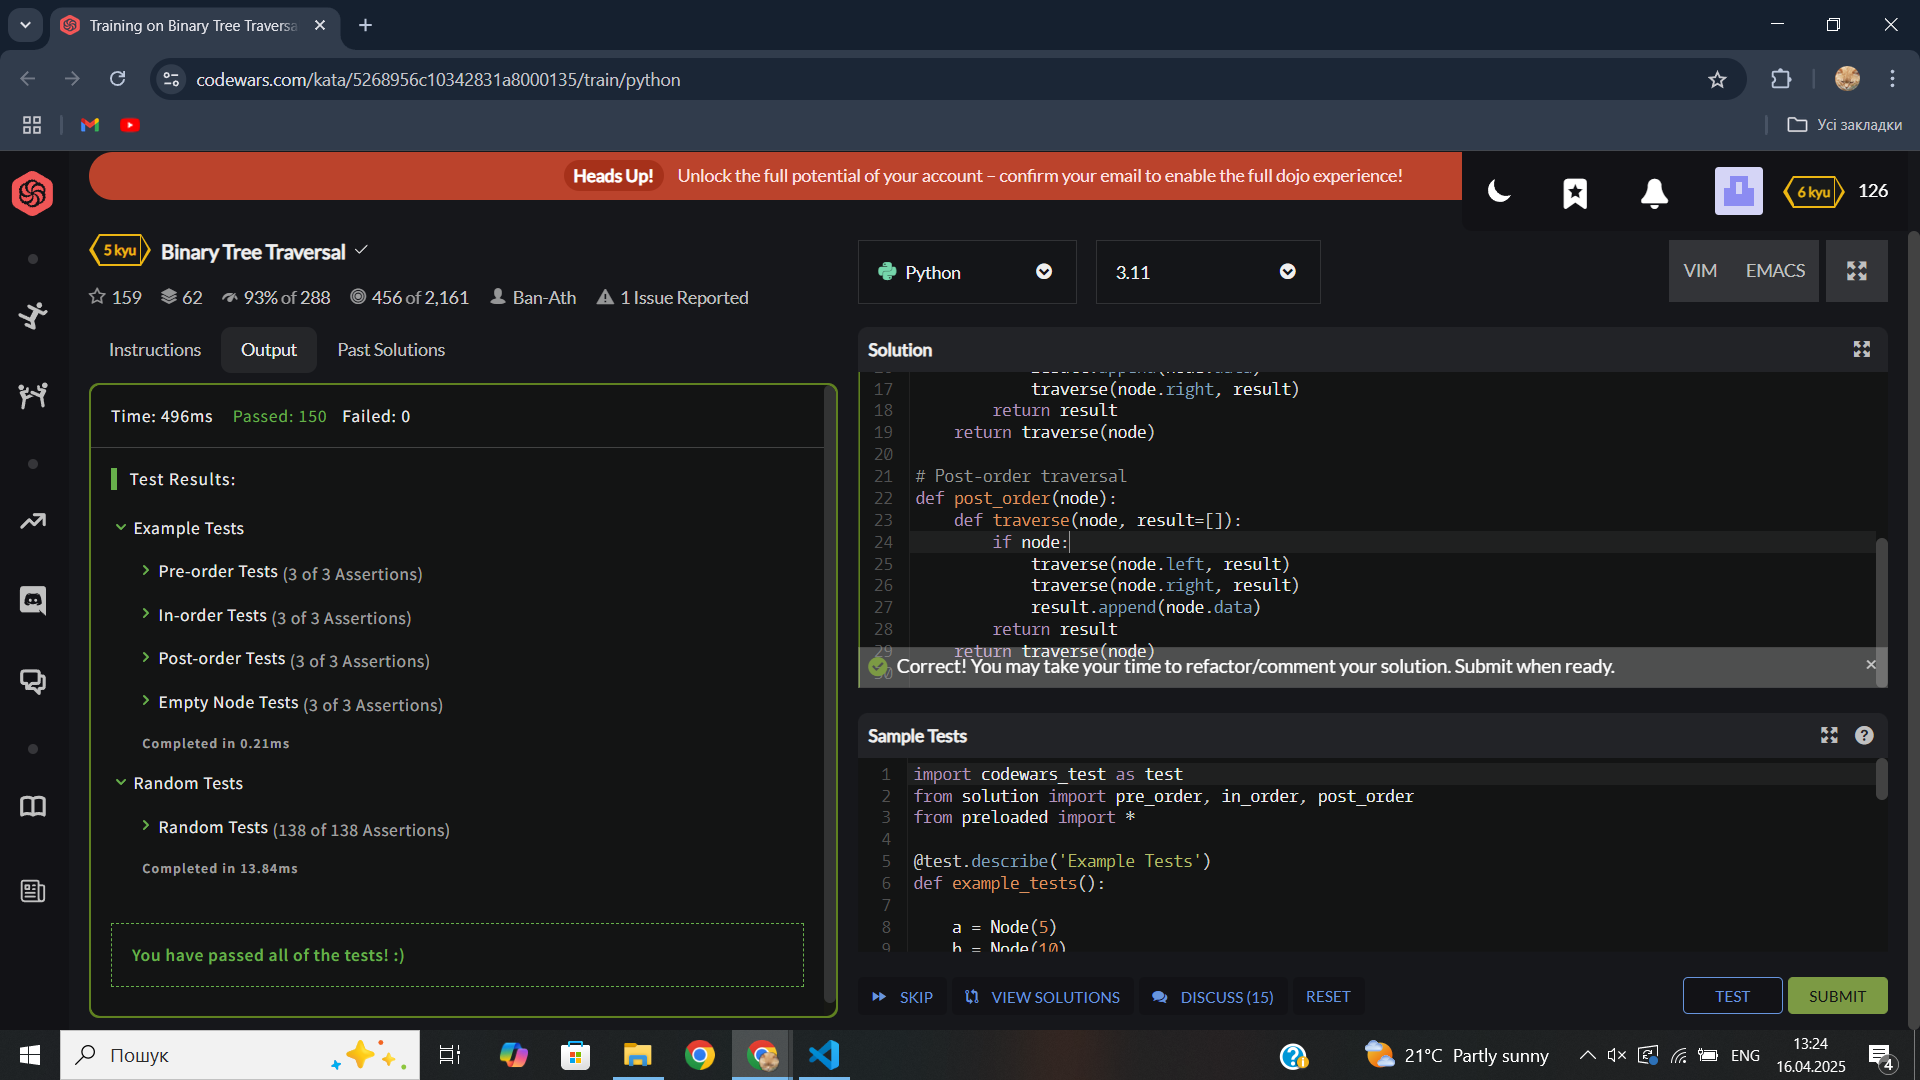 Training on Binary Tree Traversa
codewars.com/kata/5268956c10342831a8000135/train/python
Усі закладки
Heads Up! Unlock the full potential of your account – confirm your email to enable the full dojo experience!
6 kyu 126
5 kyu Binary Tree Traversal
159 62 93% of 288 456 of 2,161 Ban-Ath 1 Issue Reported
Python
3.11
VIM EMACS
Instructions Output Past Solutions
Time: 496ms Passed: 150 Failed: 0
Test Results:
Example Tests
Pre-order Tests (3 of 3 Assertions)
In-order Tests (3 of 3 Assertions)
Post-order Tests (3 of 3 Assertions)
Empty Node Tests (3 of 3 Assertions)
Completed in 0.21ms
Random Tests
Random Tests (138 of 138 Assertions)
Completed in 13.84ms
You have passed all of the tests! :)
Solution
17 traverse(node.right, result)
18 return result
19 return traverse(node)
20
21 # Post-order traversal
22 def post_order(node):
23 def traverse(node, result=[]):
24 if node:
25 traverse(node.left, result)
26 traverse(node.right, result)
27 result.append(node.data)
28 return result
29 return traverse(node)
30
Correct! You may take your time to refactor/comment your solution. Submit when ready.
Sample Tests
1 import codewars_test as test
2 from solution import pre_order, in_order, post_order
3 from preloaded import *
4
5 @test.describe('Example Tests')
6 def example_tests():
7
8 a = Node(5)
9 b = Node(10)
SKIP VIEW SOLUTIONS DISCUSS (15) RESET
TEST SUBMIT
Пошук
21°C Partly sunny
ENG
13:24
16.04.2025
4